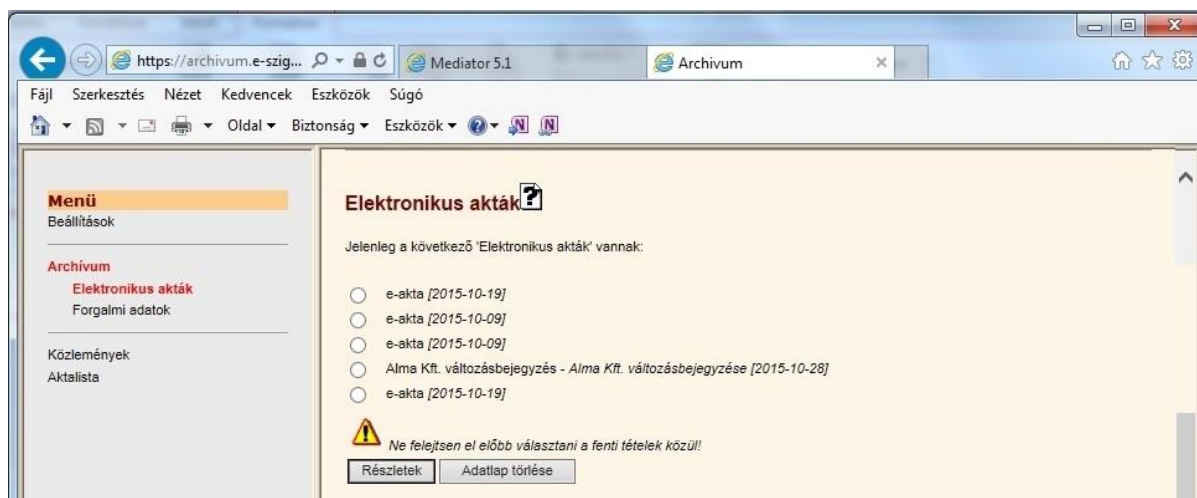 https://archivum.e-szig...
Mediator 5.1
Archivum
Fájl Szerkesztés Nézet Kedvencek Eszközök Súgó
Oldal Biztonság Eszközök
Menü
Beállítások
Archívum
Elektronikus akták
Forgalmi adatok
Közlemények
Aktalista
Elektronikus akták
Jelenleg a következő 'Elektronikus akták' vannak:
e-akta [2015-10-19]
e-akta [2015-10-09]
e-akta [2015-10-09]
Alma Kft. változásbejegyzés - Alma Kft. változásbejegyzése [2015-10-28]
e-akta [2015-10-19]
Ne felejtsen el előbb választani a fenti tételek közül!
Részletek
Adatlap törlése